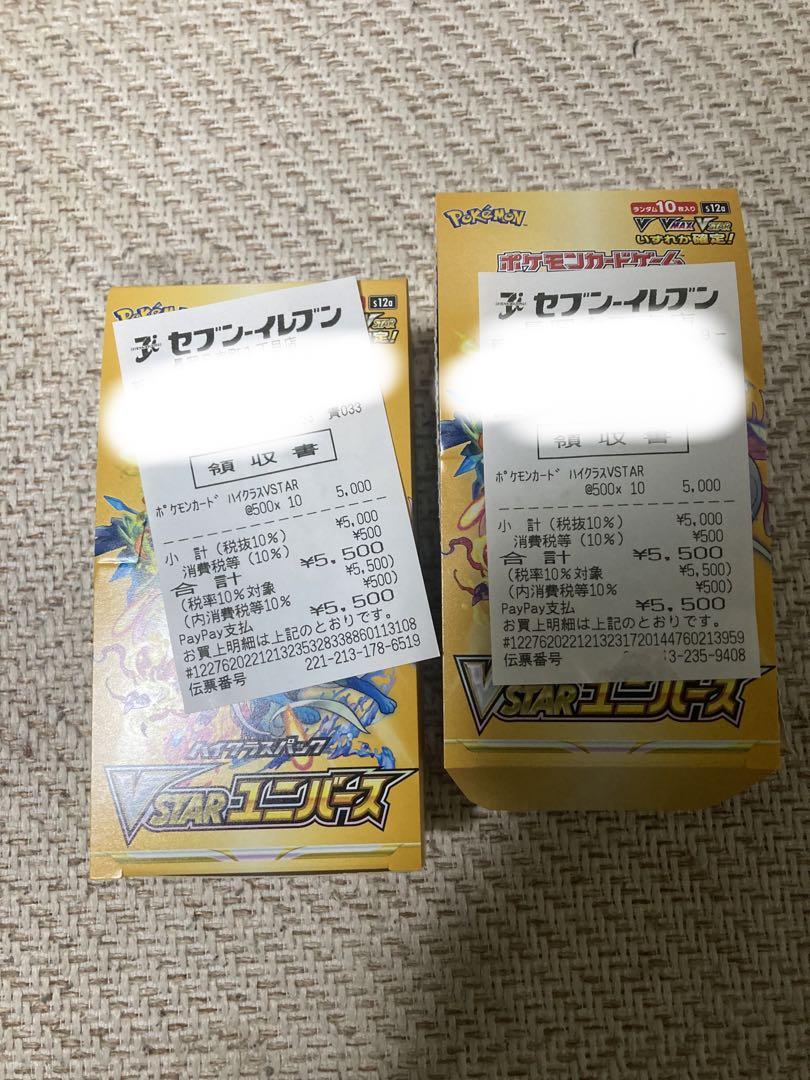 POKÉMON
s12a
セブン-イレブン
領収書
ﾎﾟｹﾓﾝｶｰﾄﾞ ﾊｲｸﾗｽVSTAR
@500x 10 5,000
小 計(税抜10%) ¥5,000
消費税等(10%) ¥500
合 計 ¥5,500
(税率10%対象 ¥5,500)
(内消費税等10% ¥500)
PayPay支払 ¥5,500
お買上明細は上記のとおりです。
#122762022121323532833886011310​8
伝票番号 221-213-178-6519
ハイクラスパック
VSTARユニバース
POKÉMON
ランダム10枚入り s12a
V VMAX VSTAR
いずれか確定!
ポケモンカードゲーム
セブン-イレブン
領収書
ﾎﾟｹﾓﾝｶｰﾄﾞ ﾊｲｸﾗｽVSTAR
@500x 10 5,000
小 計(税抜10%) ¥5,000
消費税等(10%) ¥500
合 計 ¥5,500
(税率10%対象 ¥5,500)
(内消費税等10% ¥500)
PayPay支払 ¥5,500
お買上明細は上記のとおりです。
#122762022121323172014476021395​9
伝票番号 3-235-9408
VSTARユニバース